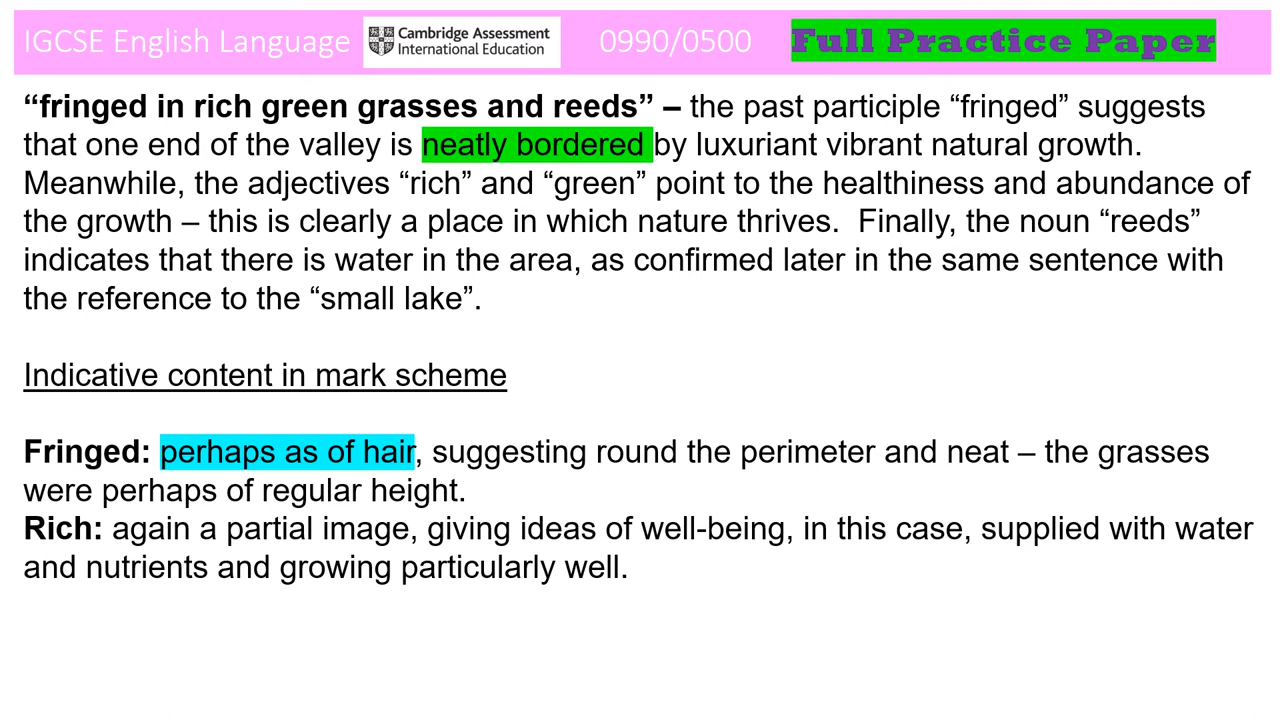 IGCSE English Language Cambridge Assessment International Education 0990/0500 Full Practice Paper
“fringed in rich green grasses and reeds” – the past participle “fringed” suggests
that one end of the valley is neatly bordered by luxuriant vibrant natural growth.
Meanwhile, the adjectives “rich” and “green” point to the healthiness and abundance of
the growth – this is clearly a place in which nature thrives.  Finally, the noun “reeds”
indicates that there is water in the area, as confirmed later in the same sentence with
the reference to the “small lake”.
Indicative content in mark scheme
Fringed: perhaps as of hair, suggesting round the perimeter and neat – the grasses
were perhaps of regular height.
Rich: again a partial image, giving ideas of well-being, in this case, supplied with water
and nutrients and growing particularly well.